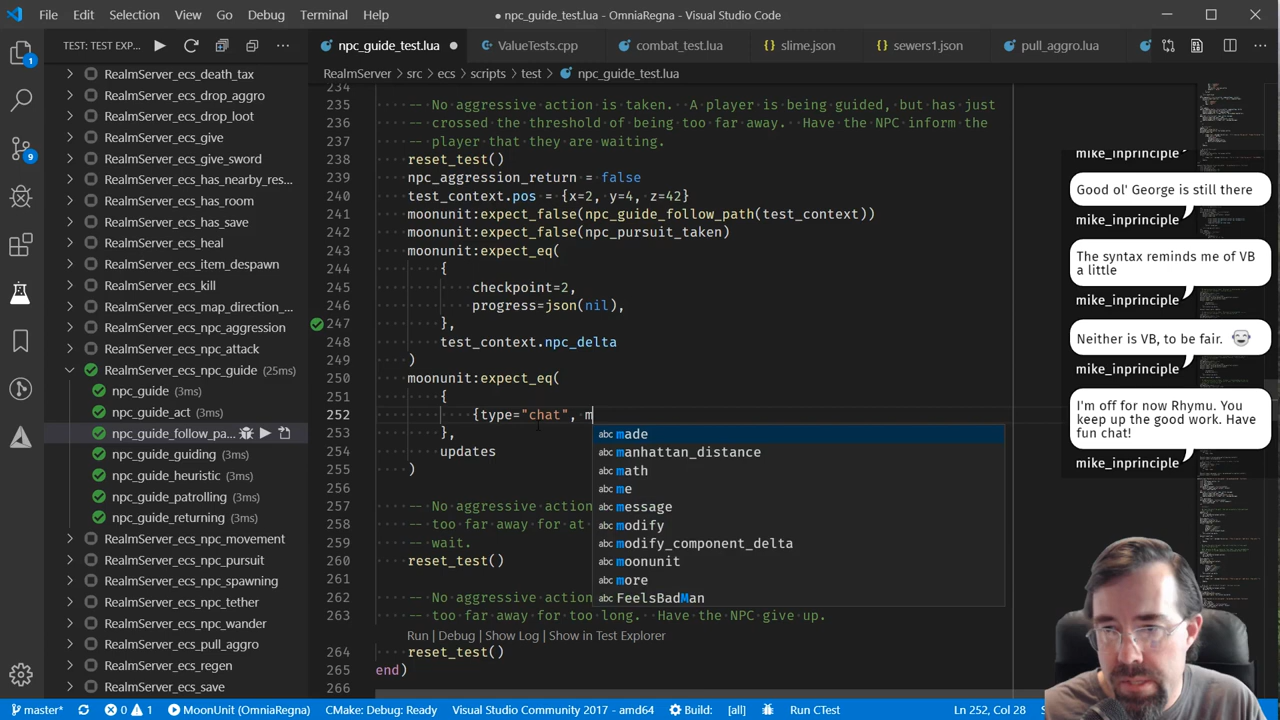 File Edit Selection View Go Debug Terminal Help
● npc_guide_test.lua - OmniaRegna - Visual Studio Code
TEST: TEST EXP...
npc_guide_test.lua ● ValueTests.cpp combat_test.lua slime.json sewers1.json pull_aggro.lua
RealmServer > src > ecs > scripts > test > npc_guide_test.lua
RealmServer_ecs_death_tax
RealmServer_ecs_drop_aggro
RealmServer_ecs_drop_loot
RealmServer_ecs_give
RealmServer_ecs_give_sword
RealmServer_ecs_has_nearby_res...
RealmServer_ecs_has_room
RealmServer_ecs_has_save
RealmServer_ecs_heal
RealmServer_ecs_item_despawn
RealmServer_ecs_kill
RealmServer_ecs_map_direction_...
RealmServer_ecs_npc_aggression
RealmServer_ecs_npc_attack
RealmServer_ecs_npc_guide (25ms)
npc_guide (3ms)
npc_guide_act (3ms)
npc_guide_follow_pa...
npc_guide_guiding (3ms)
npc_guide_heuristic (3ms)
npc_guide_patrolling (3ms)
npc_guide_returning (3ms)
RealmServer_ecs_npc_movement
RealmServer_ecs_npc_pursuit
RealmServer_ecs_npc_spawning
RealmServer_ecs_npc_tether
RealmServer_ecs_npc_wander
RealmServer_ecs_pull_aggro
RealmServer_ecs_regen
RealmServer_ecs_save
234
235 -- No aggressive action is taken. A player is being guided, but has just
236 -- crossed the threshold of being too far away. Have the NPC inform the
237 -- player that they are waiting.
238 reset_test()
239 npc_aggression_return = false
240 test_context.pos = {x=2, y=4, z=42}
241 moonunit:expect_false(npc_guide_follow_path(test_context))
242 moonunit:expect_false(npc_pursuit_taken)
243 moonunit:expect_eq(
244 {
245 checkpoint=2,
246 progress=json(nil),
247 },
248 test_context.npc_delta
249 )
250 moonunit:expect_eq(
251 {
252 {type="chat", m
253 },
254 updates
255 )
256
257 -- No aggressive action
258 -- too far away for at
259 -- wait.
260 reset_test()
261
262 -- No aggressive action
263 -- too far away for too long. Have the NPC give up.
Run | Debug | Show Log | Show in Test Explorer
264 reset_test()
265 end)
266
abc made
abc manhattan_distance
abc math
abc me
abc message
abc modify
abc modify_component_delta
abc moonunit
abc more
abc FeelsBadMan
mike_inprinciple
Good ol' George is still there
mike_inprinciple
The syntax reminds me of VB
a little
mike_inprinciple
Neither is VB, to be fair.
mike_inprinciple
I'm off for now Rhymu. You
keep up the good work. Have
fun chat!
mike_inprinciple
1
9
master* 0 1 MoonUnit (OmniaRegna) CMake: Debug: Ready Visual Studio Community 2017 - amd64 Build: [all] Run CTest Ln 252, Col 28 S